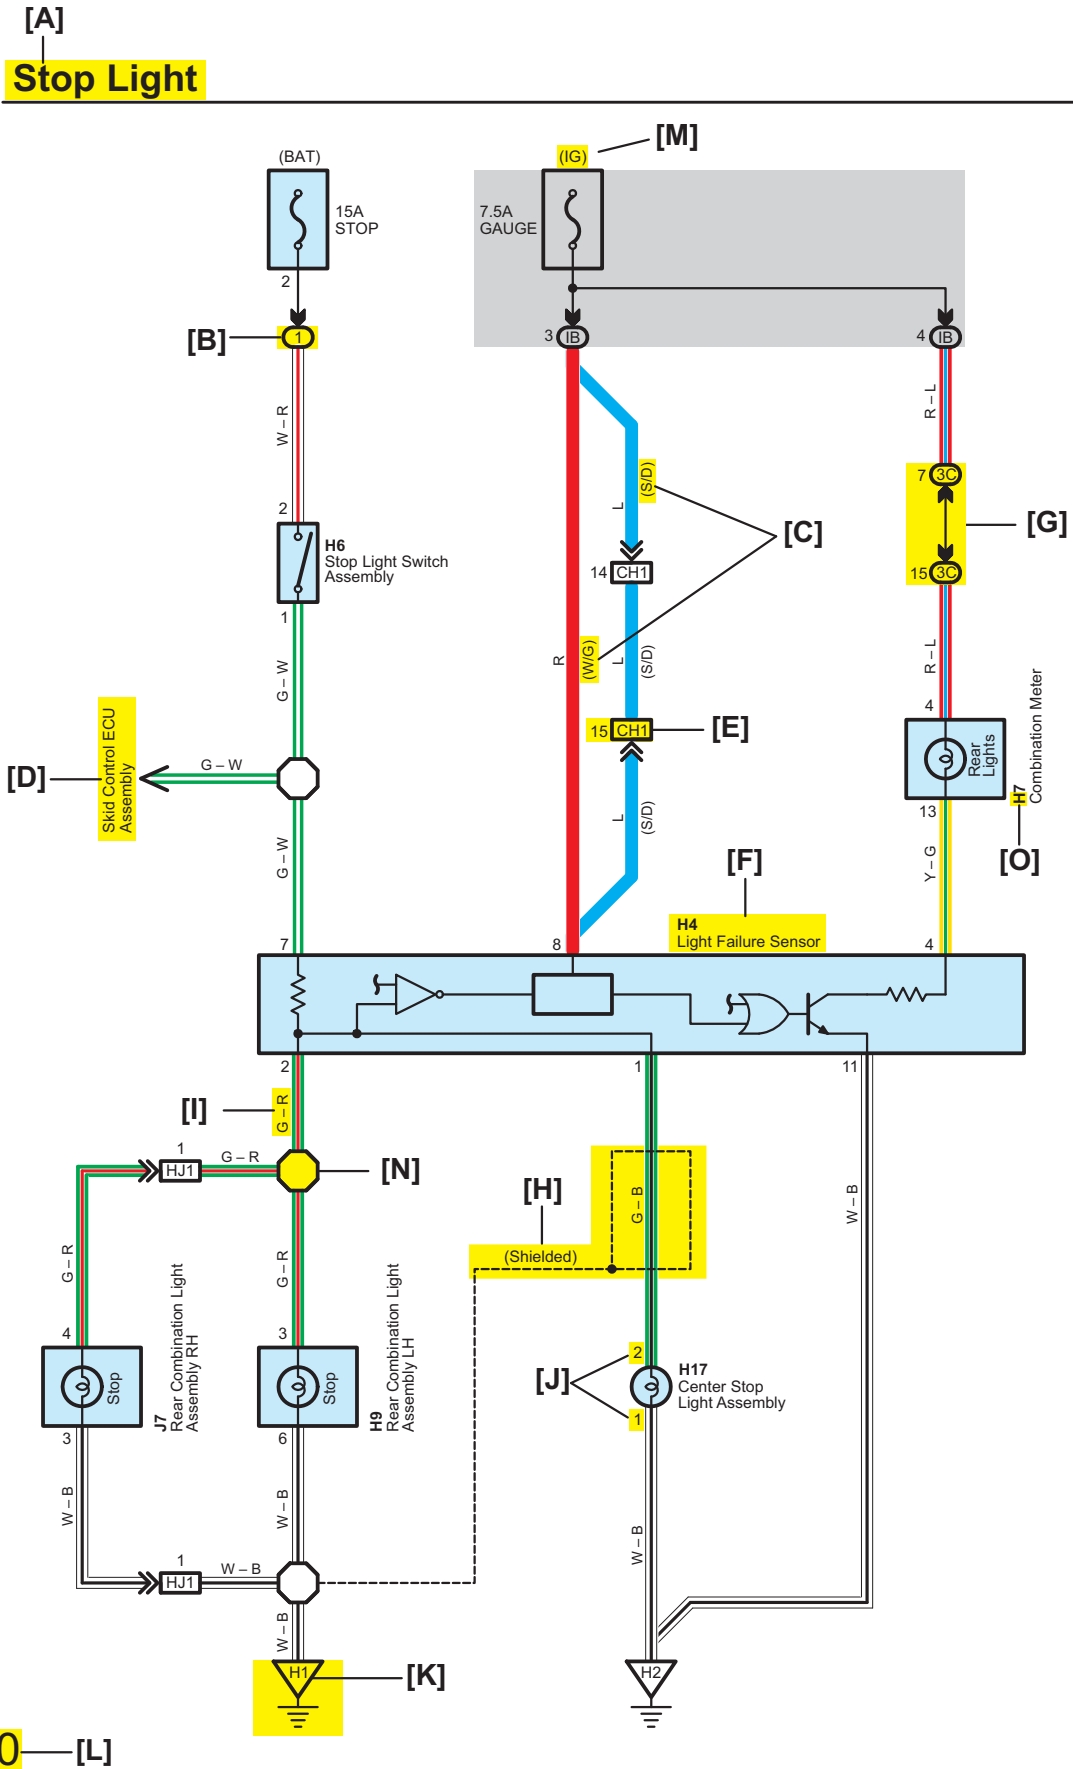 [A]
Stop Light
[M]
(BAT)
(IG)
15A
STOP
7.5A
GAUGE
2
[B]
1
3 IB
4 IB
W – R
R – L
(S/D)
L
7 3C
[G]
[C]
2
H6
Stop Light Switch
Assembly
14 CH1
15 3C
1
G – W
R
(W/G)
L
(S/D)
R – L
4
H7
Combination Meter
[D]
Skid Control ECU
Assembly
G – W
15 CH1
[E]
Rear
Lights
13
[O]
G – W
L
(S/D)
Y – G
[F]
H4
Light Failure Sensor
7
8
4
2
1
11
[I]
G – R
1
HJ1
G – R
[N]
[H]
(Shielded)
G – B
W – B
G – R
G – R
4
3
Stop
J7
Rear Combination Light
Assembly RH
Stop
H9
Rear Combination Light
Assembly LH
[J]
2
1
H17
Center Stop
Light Assembly
3
6
W – B
W – B
W – B
1
HJ1
W – B
W – B
H1
[K]
H2
0
[L]